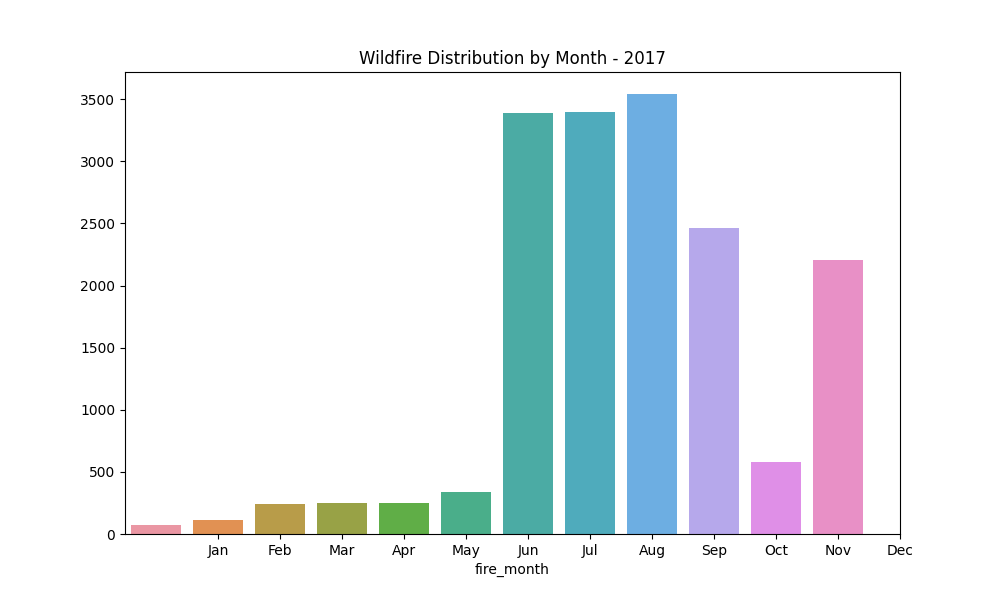 Wildfire Distribution by Month - 2017
3500
3000
2500
2000
1500
1000
500
0
Jan Feb Mar Apr May Jun Jul Aug Sep Oct Nov Dec
fire_month